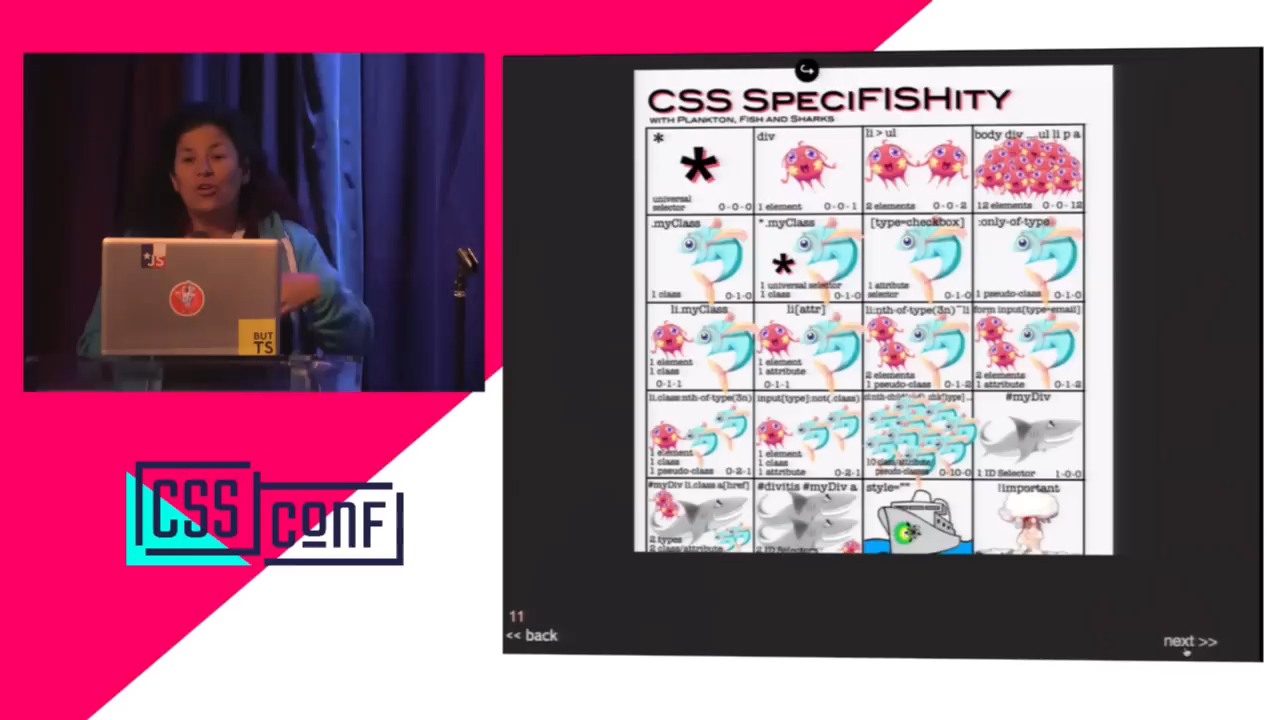 *JS
BUT
TS
CSS
CONF
CSS SpeciFISHity
with Plankton, Fish and Sharks
*
*
universal
selector
0-0-0
div
1 element
0-0-1
li > ul
2 elements
0-0-2
body div ... ul li p a
12 elements
0-0-12
.myClass
1 class
0-1-0
*.myClass
*
1 universal selector
1 class
0-1-0
[type=checkbox]
1 attribute
selector
0-1-0
:only-of-type
1 pseudo-class
0-1-0
li.myClass
1 element
1 class
0-1-1
li[attr]
1 element
1 attribute
0-1-1
li:nth-of-type(3n)~li
2 elements
1 pseudo-class
0-1-2
form input[type=email]
2 elements
1 attribute
0-1-2
li.class:nth-of-type(3n)
1 element
1 class
1 pseudo-class
0-2-1
input[type]:not(.class)
1 element
1 class
1 attribute
0-2-1
pseudo-classes
0-10-0
#myDiv
1 ID Selector
1-0-0
#myDiv li.class a[href]
2 types
2 class/attribute
#divitis #myDiv a
2 ID Selectors
style=""
!important
11
<< back
next >>